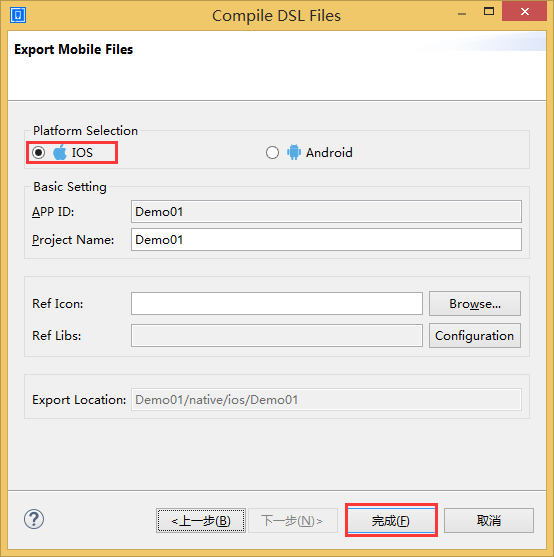 Compile DSL Files
Export Mobile Files
Platform Selection
IOS Android
Basic Setting
APP ID: Demo01
Project Name: Demo01
Ref Icon: Browse...
Ref Libs: Configuration
Export Location: Demo01/native/ios/Demo01
<上一步(B) 下一步(N)> 完成(F) 取消